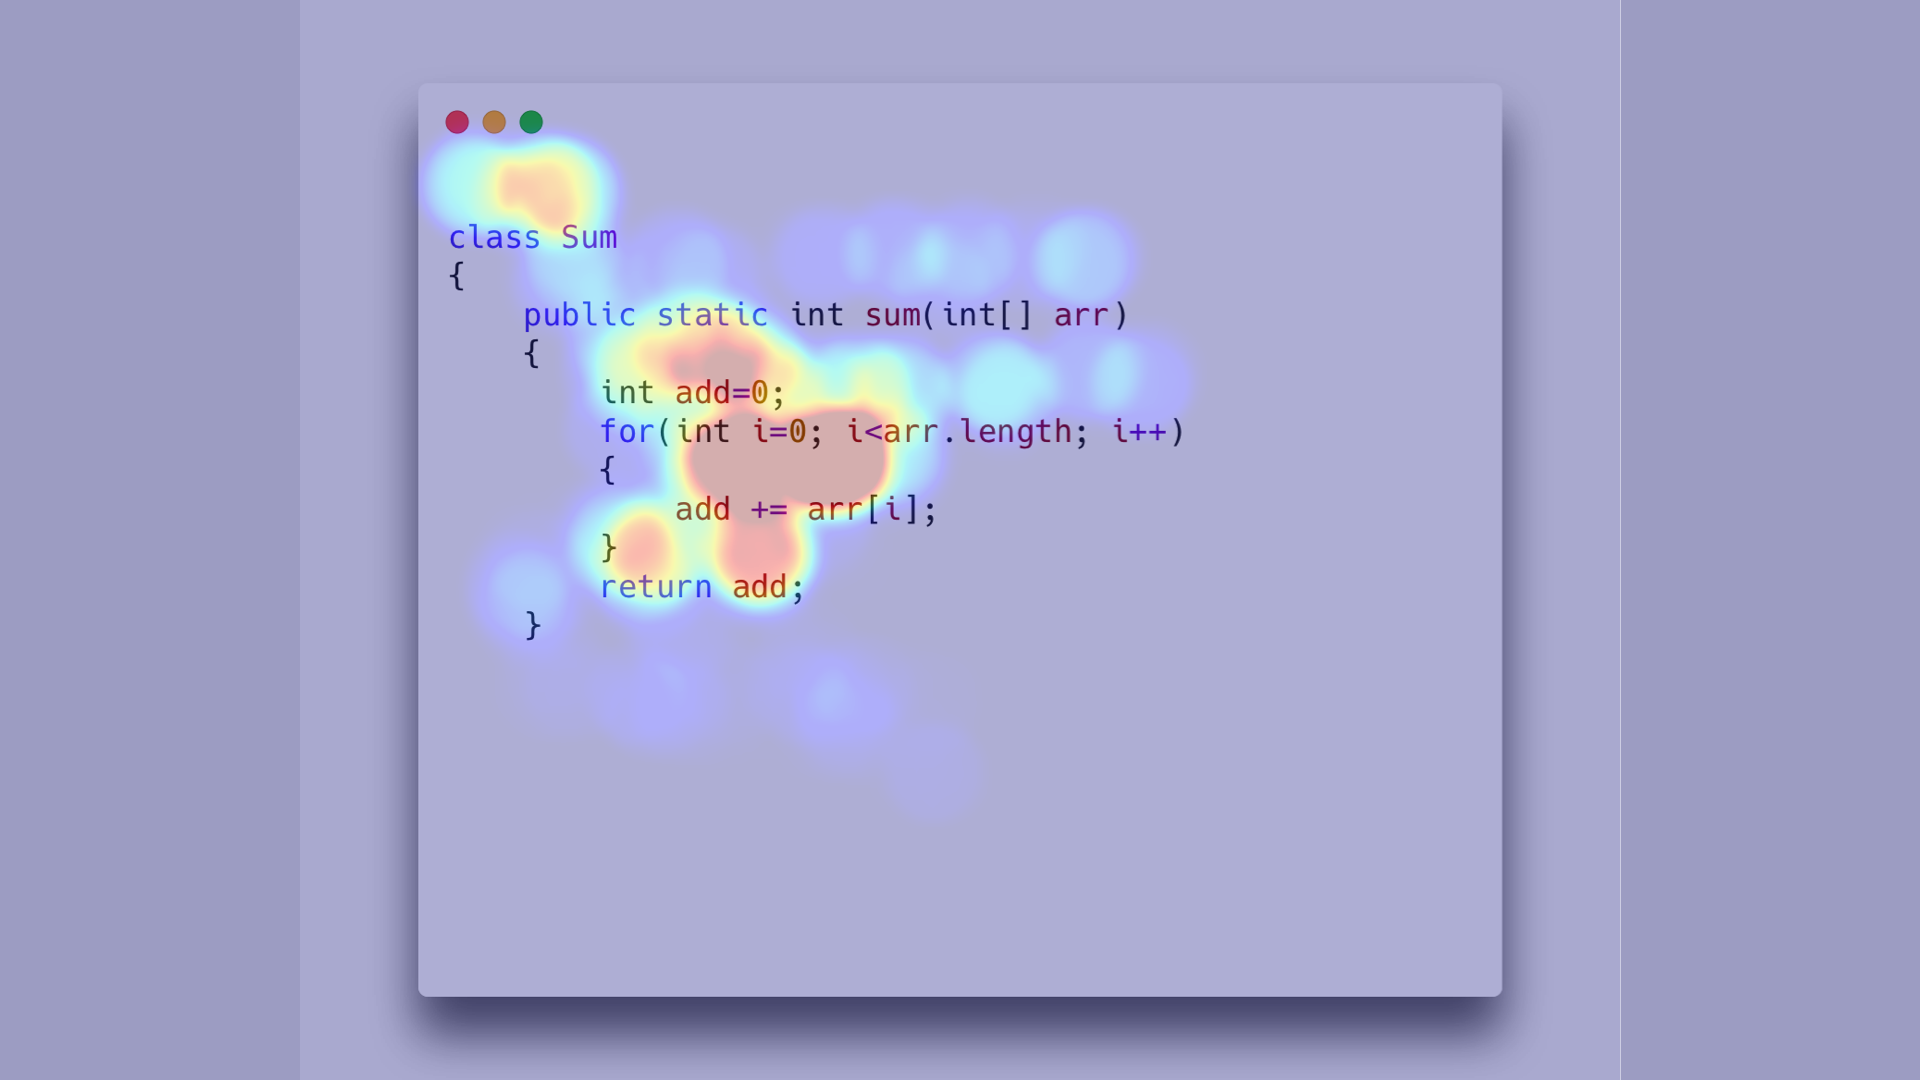 class Sum
{
    public static int sum(int[] arr)
    {
        int add=0;
        for(int i=0; i<arr.length; i++)
        {
            add += arr[i];
        }
        return add;
    }